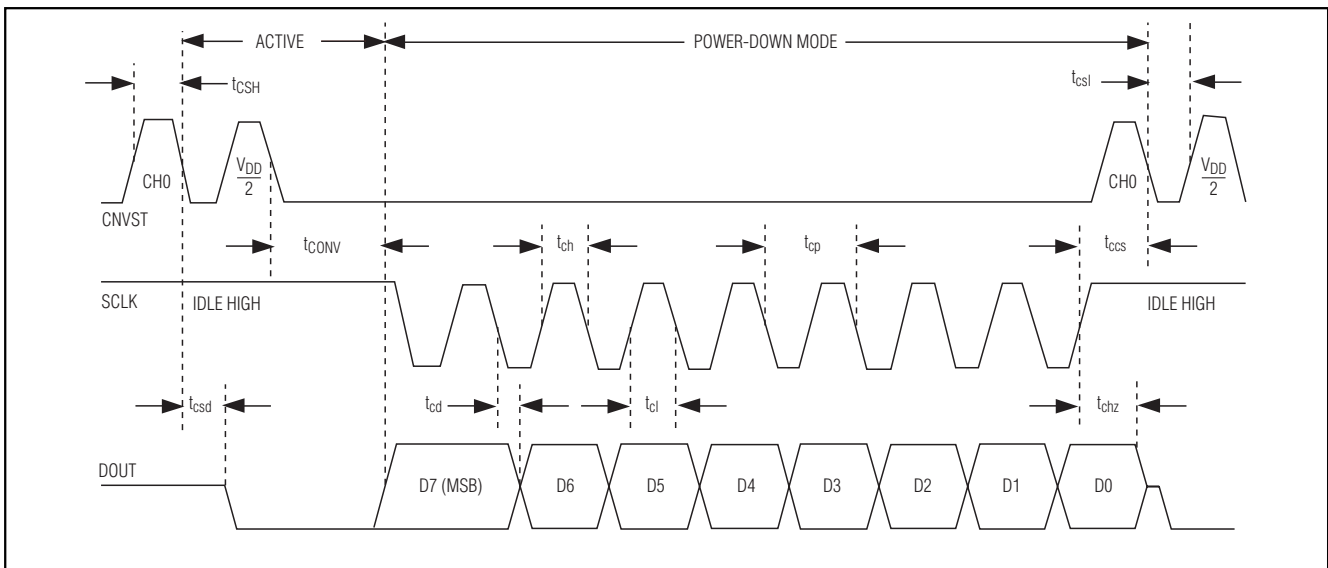 ACTIVE
POWER-DOWN MODE
tCSH
tcsl
CH0
VDD
2
CH0
VDD
2
CNVST
tCONV
tch
tcp
tccs
SCLK
IDLE HIGH
IDLE HIGH
tcsd
tcd
tcl
tchz
DOUT
D7 (MSB)
D6
D5
D4
D3
D2
D1
D0